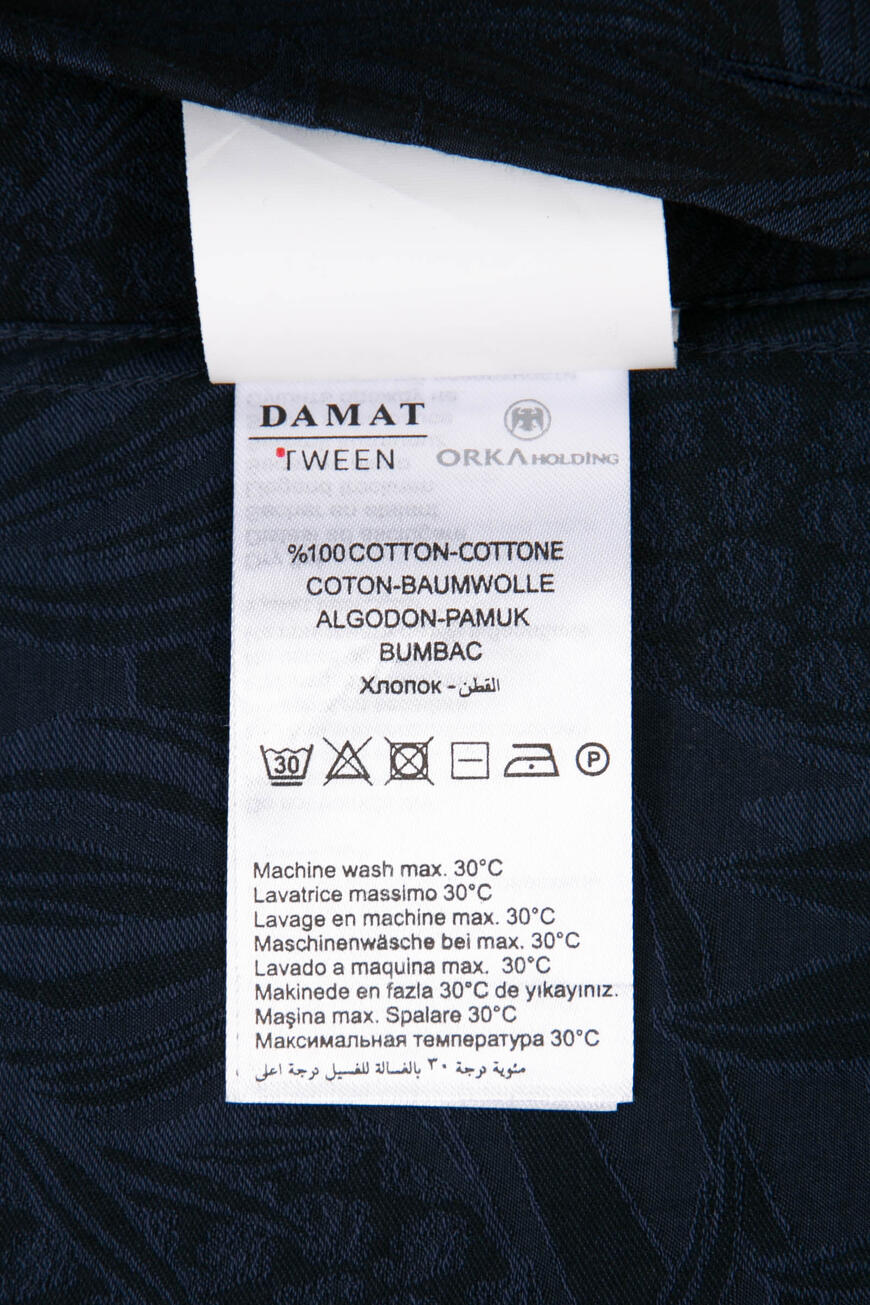 DAMAT
TWEEN
ORKA HOLDING
%100 COTTON-COTTONE
COTON-BAUMWOLLE
ALGODON-PAMUK
BUMBAC
Хлопок - القطن
30
P
Machine wash max. 30°C
Lavatrice massimo 30°C
Lavage en machine max. 30°C
Maschinenwäsche bei max. 30°C
Lavado a maquina max. 30°C
Makinede en fazla 30°C de yıkayınız.
Maşina max. Spalare 30°C
Максимальная температура 30°C
مئوية درجة ٣٠ بالغسالة للغسيل درجة اعلى